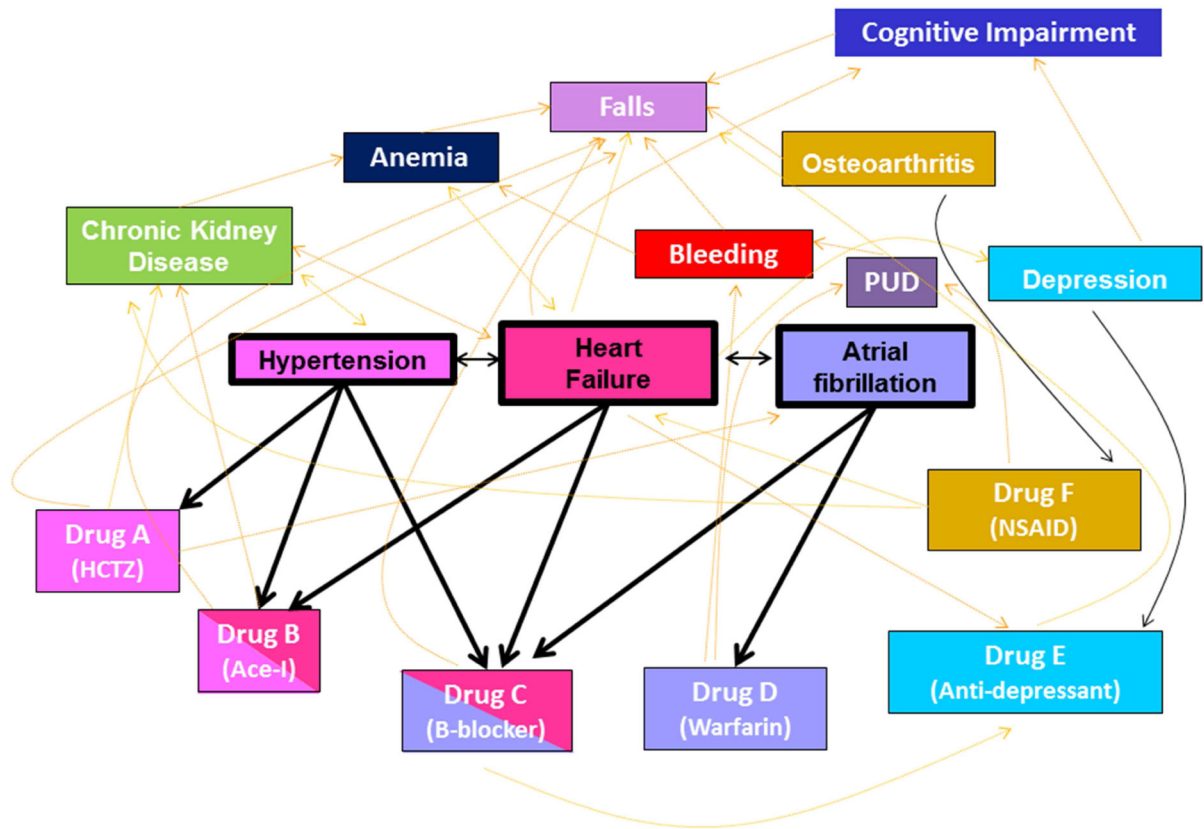 Cognitive Impairment
Falls
Anemia
Osteoarthritis
Chronic Kidney
Disease
Bleeding
PUD
Depression
Hypertension
Heart
Failure
Atrial
fibrillation
Drug A
(HCTZ)
Drug F
(NSAID)
Drug B
(Ace-I)
Drug C
(B-blocker)
Drug D
(Warfarin)
Drug E
(Anti-depressant)